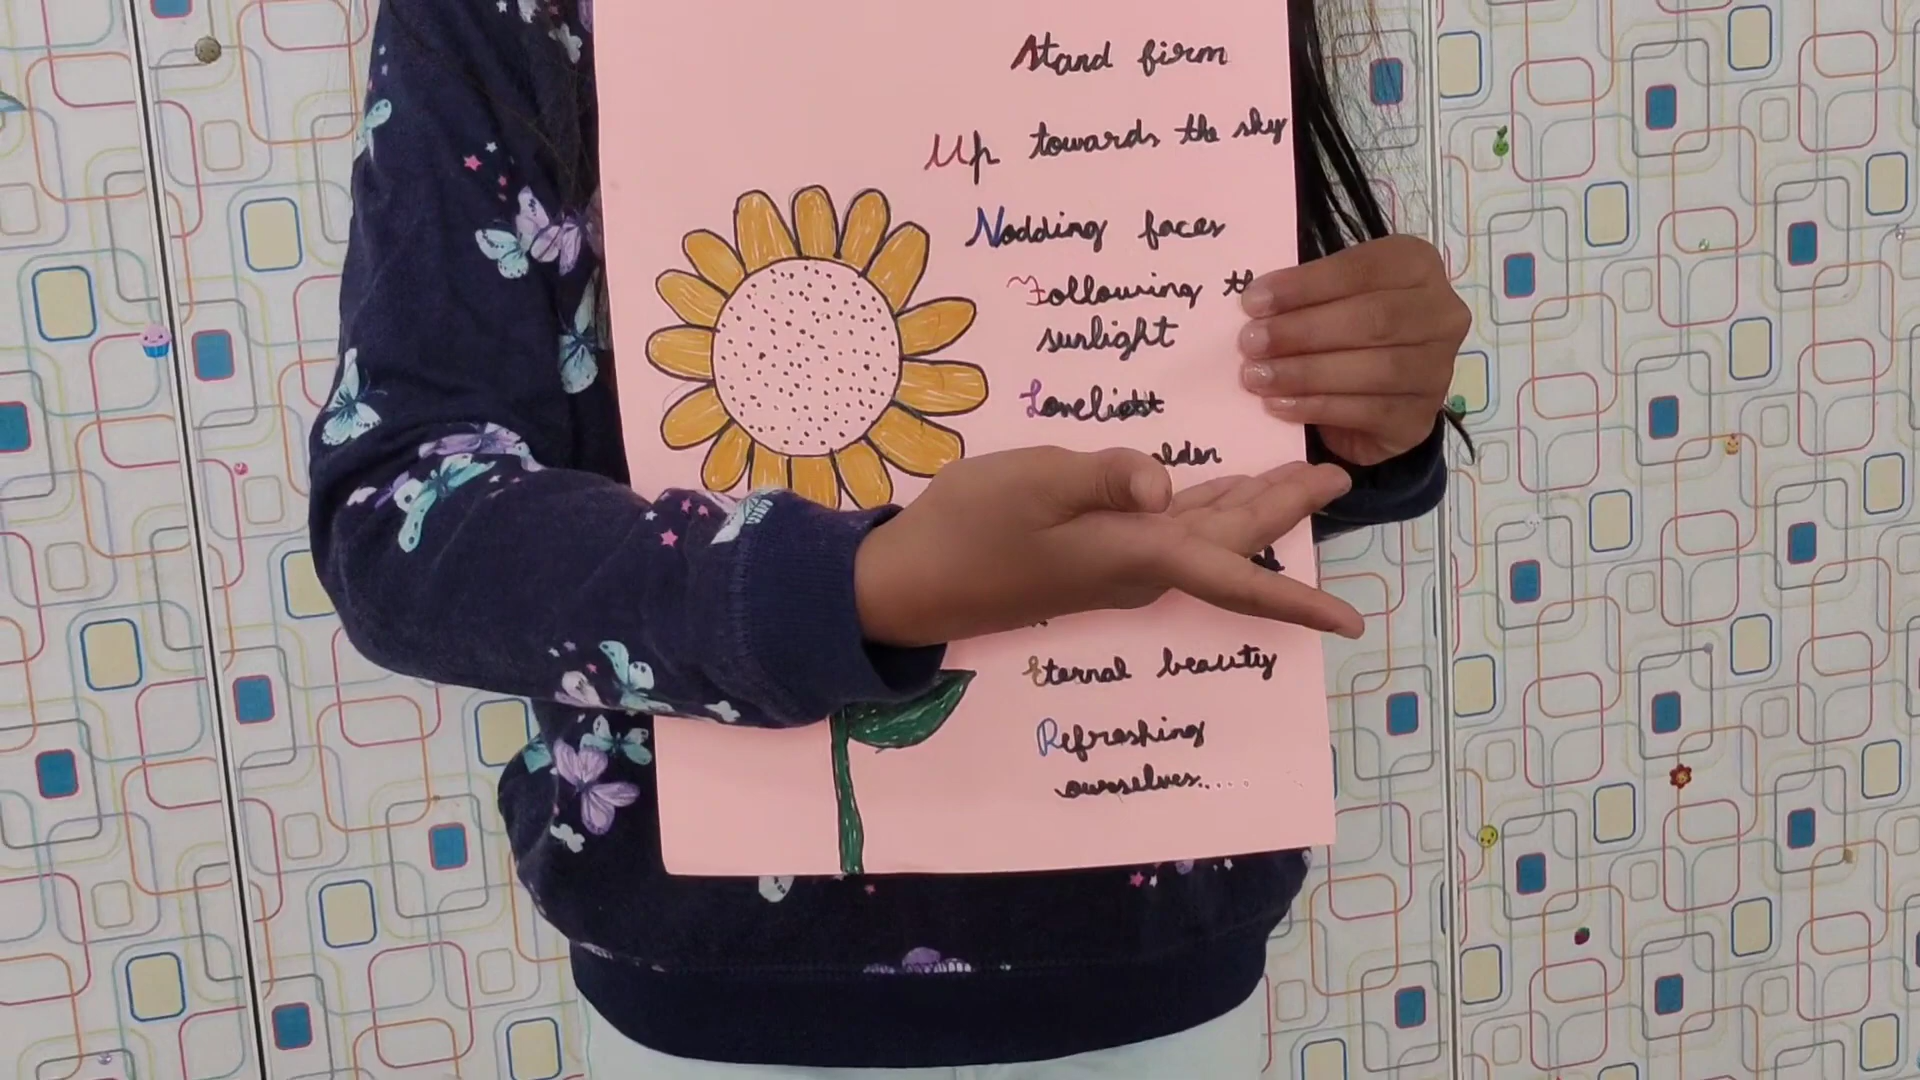 Stand firm
Up towards the sky
Nodding faces
Following
sunlight
Loveliest
Eternal beauty
Refreshing
ourselves....